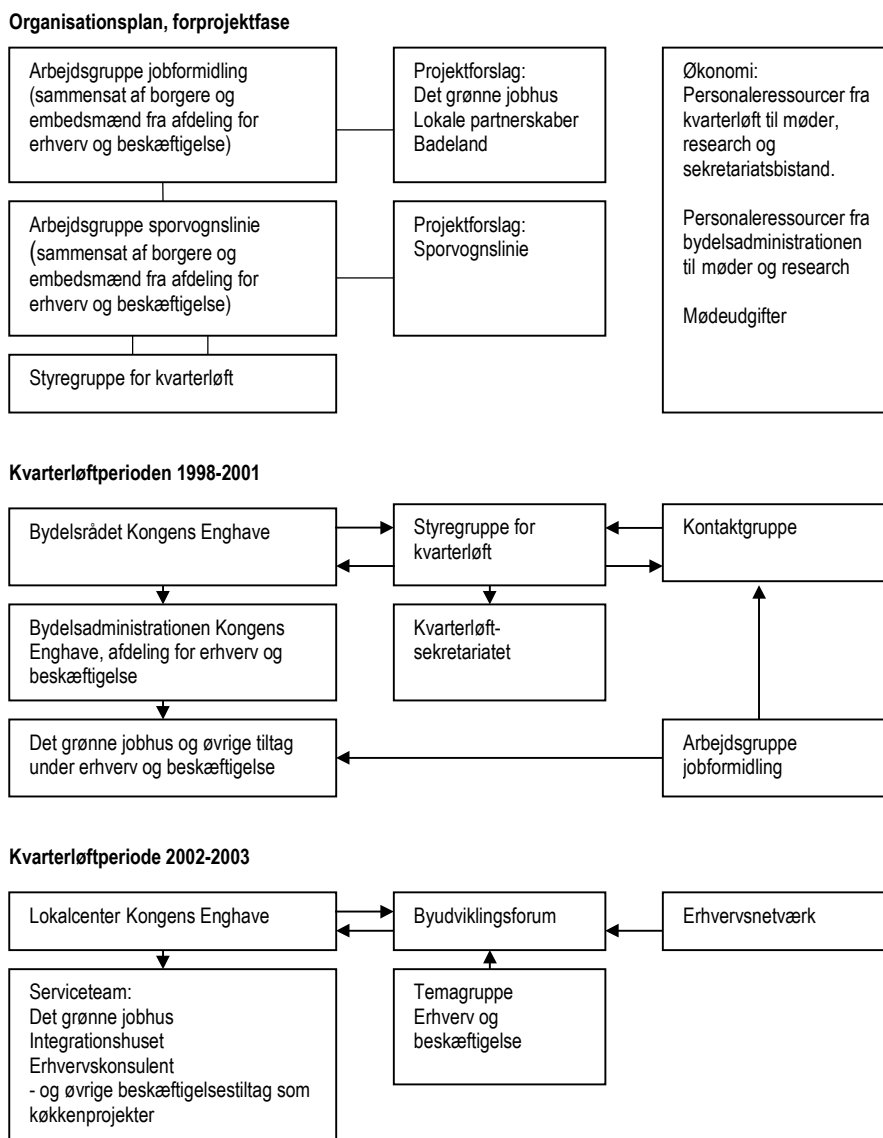 Organisationsplan, forprojektfase
Arbejdsgruppe jobformidling
(sammensat af borgere og
embedsmænd fra afdeling for
erhverv og beskæftigelse)
Projektforslag:
Det grønne jobhus
Lokale partnerskaber
Badeland
Økonomi:
Personaleressourcer fra
kvarterløft til møder,
research og
sekretariatsbistand.
Personaleressourcer fra
bydelsadministrationen
til møder og research
Mødeudgifter
Arbejdsgruppe sporvognslinie
(sammensat af borgere og
embedsmænd fra afdeling for
erhverv og beskæftigelse)
Projektforslag:
Sporvognslinie
Styregruppe for kvarterløft
Kvarterløftperioden 1998-2001
Bydelsrådet Kongens Enghave
Styregruppe for
kvarterløft
Kontaktgruppe
Bydelsadministrationen Kongens
Enghave, afdeling for erhverv og
beskæftigelse
Kvarterløft-
sekretariatet
Det grønne jobhus og øvrige tiltag
under erhverv og beskæftigelse
Arbejdsgruppe
jobformidling
Kvarterløftperiode 2002-2003
Lokalcenter Kongens Enghave
Byudviklingsforum
Erhvervsnetværk
Serviceteam:
Det grønne jobhus
Integrationshuset
Erhvervskonsulent
- og øvrige beskæftigelsestiltag som
køkkenprojekter
Temagruppe
Erhverv og
beskæftigelse